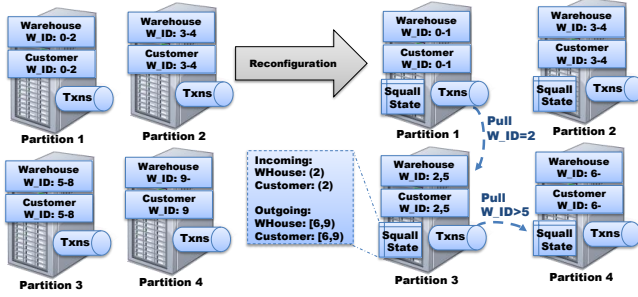 Warehouse
W_ID: 0-2
Customer
W_ID: 0-2
Txns
Partition 1
Warehouse
W_ID: 3-4
Customer
W_ID: 3-4
Txns
Partition 2
Reconfiguration
Warehouse
W_ID: 0-1
Customer
W_ID: 0-1
Squall
State
Txns
Partition 1
Warehouse
W_ID: 3-4
Customer
W_ID: 3-4
Squall
State
Txns
Partition 2
Pull
W_ID=2
Warehouse
W_ID: 5-8
Customer
W_ID: 5-8
Txns
Partition 3
Warehouse
W_ID: 9-
Customer
W_ID: 9
Txns
Partition 4
Incoming:
WHouse: (2)
Customer: (2)
Outgoing:
WHouse: [6,9)
Customer: [6,9)
Warehouse
W_ID: 2,5
Customer
W_ID: 2,5
Squall
State
Txns
Partition 3
Pull
W_ID>5
Warehouse
W_ID: 6-
Customer
W_ID: 6-
Squall
State
Txns
Partition 4